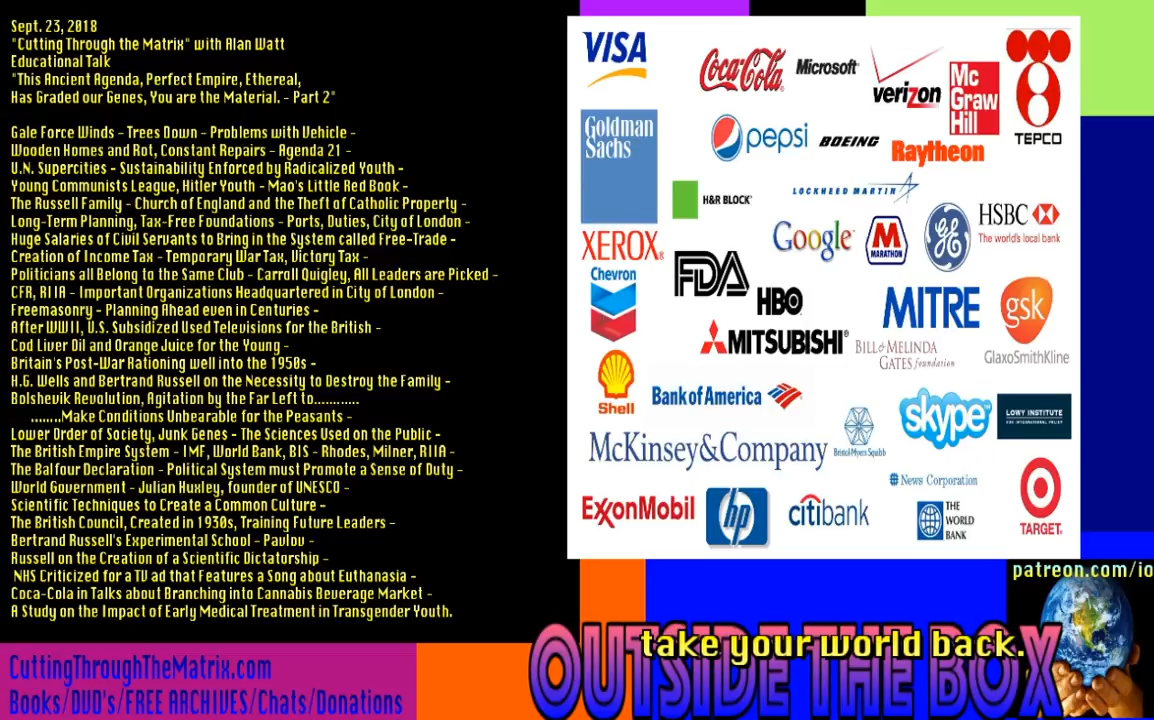 Sept. 23, 2018
"Cutting Through the Matrix" with Alan Watt
Educational Talk
"This Ancient Agenda, Perfect Empire, Ethereal,
Has Graded our Genes, You are the Material. - Part 2"
Gale Force Winds - Trees Down - Problems with Vehicle -
Wooden Homes and Rot, Constant Repairs - Agenda 21 -
U.N. Supercities - Sustainability Enforced by Radicalized Youth -
Young Communists League, Hitler Youth - Mao's Little Red Book -
The Russell Family - Church of England and the Theft of Catholic Property -
Long-Term Planning, Tax-Free Foundations - Ports, Duties, City of London -
Huge Salaries of Civil Servants to Bring in the System called Free-Trade -
Creation of Income Tax - Temporary War Tax, Victory Tax -
Politicians all Belong to the Same Club - Carroll Quigley, All Leaders are Picked -
CFR, RIIA - Important Organizations Headquartered in City of London -
Freemasonry - Planning Ahead even in Centuries -
After WWII, U.S. Subsidized Used Televisions for the British -
Cod Liver Oil and Orange Juice for the Young -
Britain's Post-War Rationing well into the 1950s -
H.G. Wells and Bertrand Russell on the Necessity to Destroy the Family -
Bolshevik Revolution, Agitation by the Far Left to............
........Make Conditions Unbearable for the Peasants -
Lower Order of Society, Junk Genes - The Sciences Used on the Public -
The British Empire System - IMF, World Bank, BIS - Rhodes, Milner, RIIA -
The Balfour Declaration - Political System must Promote a Sense of Duty -
World Government - Julian Huxley, founder of UNESCO -
Scientific Techniques to Create a Common Culture -
The British Council, Created in 1930s, Training Future Leaders -
Bertrand Russell's Experimental School - Pavlov -
Russell on the Creation of a Scientific Dictatorship -
NHS Criticized for a TV ad that Features a Song about Euthanasia -
Coca-Cola in Talks about Branching into Cannabis Beverage Market -
A Study on the Impact of Early Medical Treatment in Transgender Youth.
CuttingThroughTheMatrix.com
Books/DVD's/FREE ARCHIVES/Chats/Donations
VISA
Coca-Cola
Microsoft
verizon
Mc
Graw
Hill
TEPCO
Goldman
Sachs
pepsi
BOEING
Raytheon
H&R BLOCK
LOCKHEED MARTIN
Google
M
MARATHON
GE
HSBC
The world's local bank
XEROX
Chevron
FDA
HBO
MITSUBISHI
MITRE
BILL & MELINDA
GATES foundation
gsk
GlaxoSmithKline
Shell
Bank of America
McKinsey&Company
Bristol-Myers Squibb
skype
LOWY INSTITUTE
FOR INTERNATIONAL POLICY
News Corporation
ExxonMobil
hp
citibank
THE
WORLD
BANK
TARGET
patreon.com/io
OUTSIDE THE BOX
take your world back.